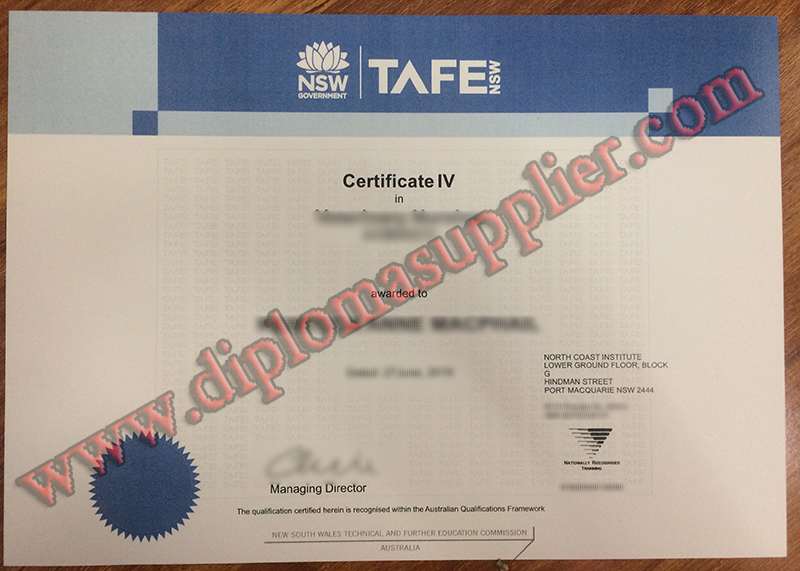 NSW
GOVERNMENT
TAFE NSW
Certificate IV
in
awarded to
ANNE MACPHAIL
NORTH COAST INSTITUTE
LOWER GROUND FLOOR, BLOCK
G
HINDMAN STREET
PORT MACQUARIE NSW 2444
NATIONALLY RECOGNISED
TRAINING
Managing Director
The qualification certified herein is recognised within the Australian Qualifications Framework
NEW SOUTH WALES TECHNICAL AND FURTHER EDUCATION COMMISSION
AUSTRALIA
www.diplomasupplier.com